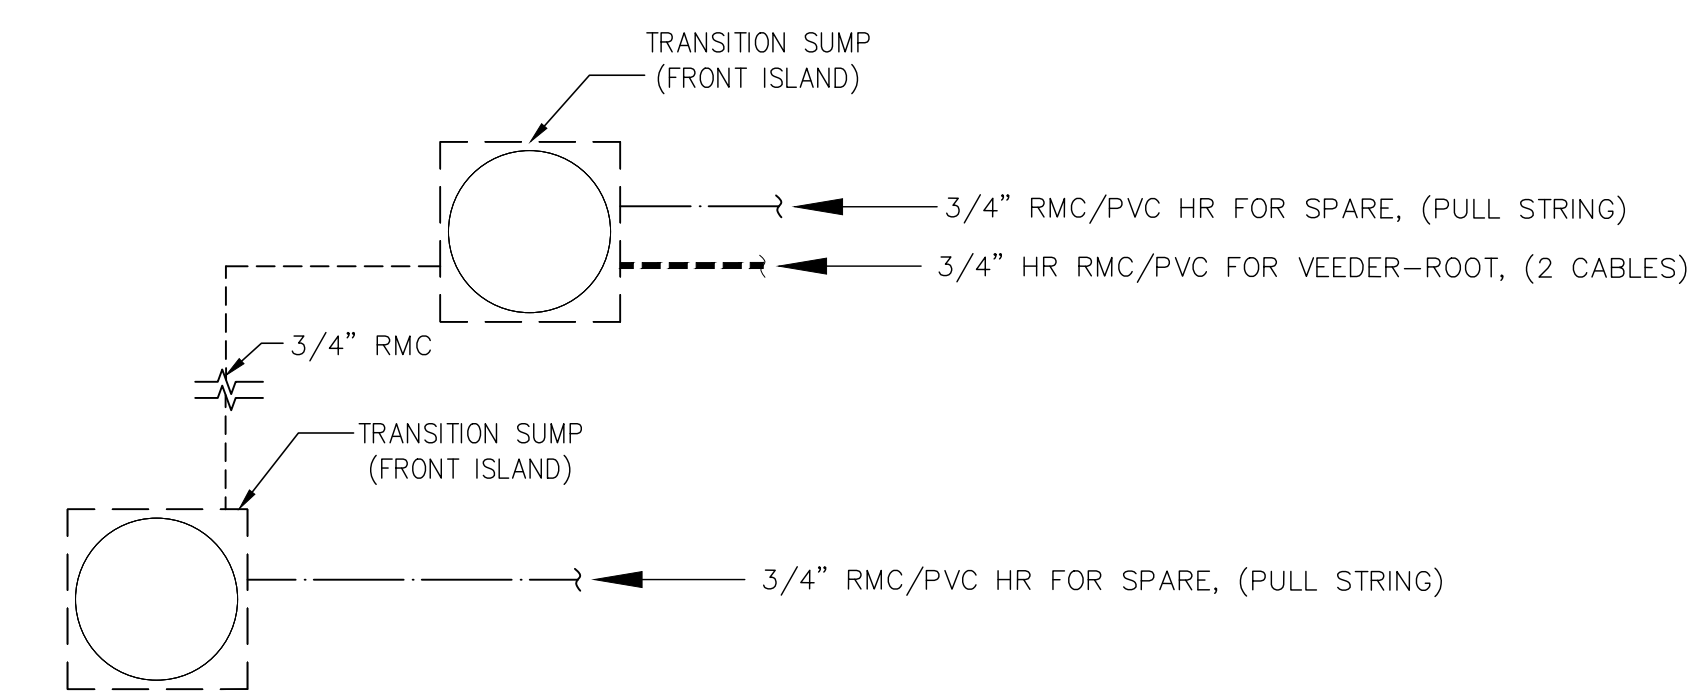 TRANSITION SUMP
(FRONT ISLAND)
3/4” RMC/PVC HR FOR SPARE, (PULL STRING)
3/4” HR RMC/PVC FOR VEEDER-ROOT, (2 CABLES)
3/4” RMC
TRANSITION SUMP
(FRONT ISLAND)
3/4” RMC/PVC HR FOR SPARE, (PULL STRING)